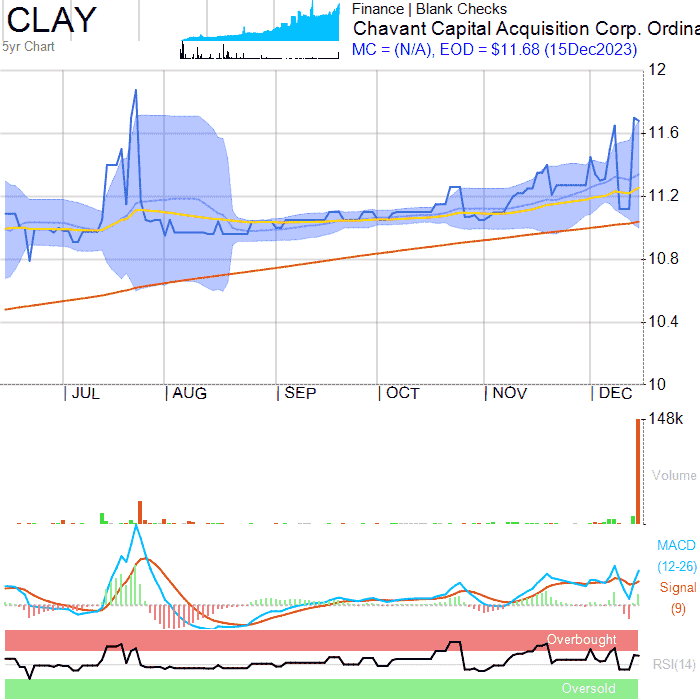 CLAY
5yr Chart
Finance | Blank Checks
Chavant Capital Acquisition Corp. Ordina
MC = (N/A), EOD = $11.68 (15Dec2023)
12
11.6
11.2
10.8
10.4
10
JUL AUG SEP OCT NOV DEC
148k
Volume
MACD
(12-26)
Signal
(9)
Overbought
RSI(14)
Oversold